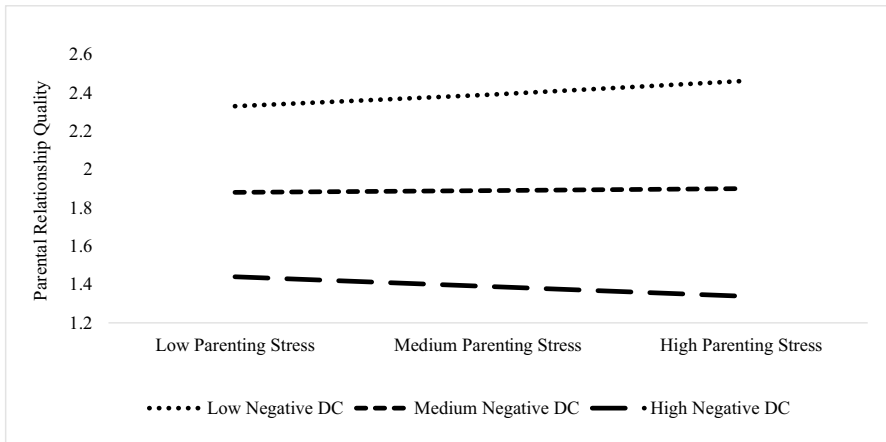 Parental Relationship Quality
2.6
2.4
2.2
2
1.8
1.6
1.4
1.2
Low Parenting Stress Medium Parenting Stress High Parenting Stress
Low Negative DC Medium Negative DC High Negative DC